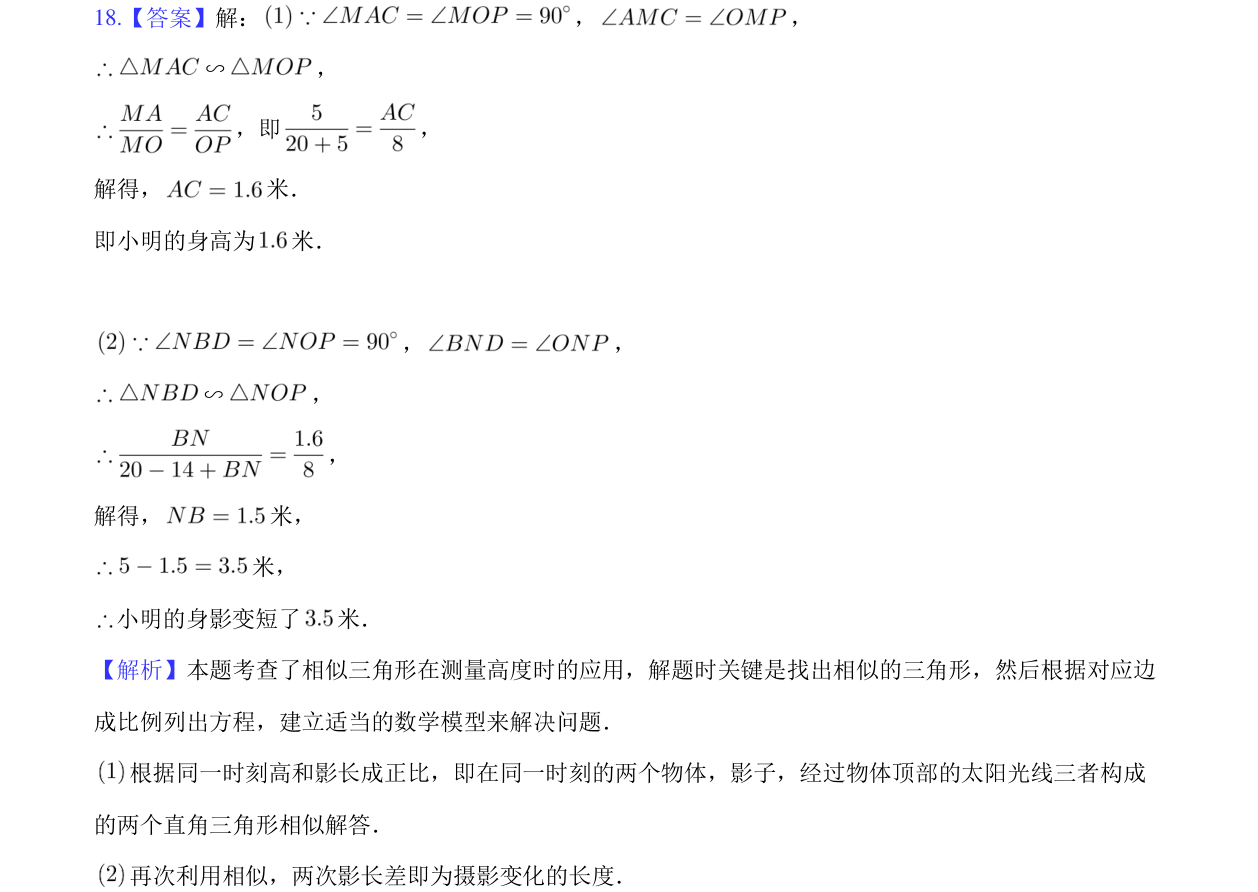 18.【答案】解：(1)∵∠MAC = ∠MOP = 90°，∠AMC = ∠OMP，
∴△MAC∽△MOP，
∴MA/MO = AC/OP，即5/(20 + 5) = AC/8，
解得，AC = 1.6米．
即小明的身高为1.6米．
(2)∵∠NBD = ∠NOP = 90°，∠BND = ∠ONP，
∴△NBD∽△NOP，
∴BN/(20 − 14 + BN) = 1.6/8，
解得，NB = 1.5米，
∴5 − 1.5 = 3.5米，
∴小明的身影变短了3.5米．
【解析】本题考查了相似三角形在测量高度时的应用，解题时关键是找出相似的三角形，然后根据对应边
成比例列出方程，建立适当的数学模型来解决问题．
(1)根据同一时刻高和影长成正比，即在同一时刻的两个物体，影子，经过物体顶部的太阳光线三者构成
的两个直角三角形相似解答．
(2)再次利用相似，两次影长差即为摄影变化的长度．